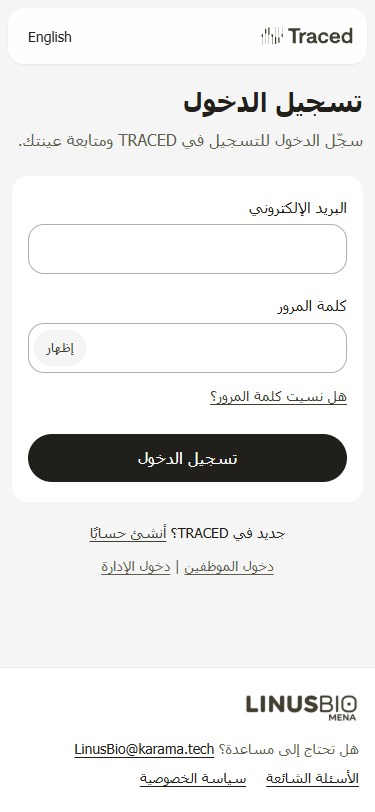 Traced
English
تسجيل الدخول
سجّل الدخول للتسجيل في TRACED ومتابعة عينتك.
البريد الإلكتروني
كلمة المرور
إظهار
هل نسيت كلمة المرور؟
تسجيل الدخول
جديد في TRACED؟ أنشئ حسابًا
دخول الموظفين | دخول الإدارة
LINUSBIO
MENA
هل تحتاج إلى مساعدة؟ LinusBio@karama.tech
الأسئلة الشائعة سياسة الخصوصية